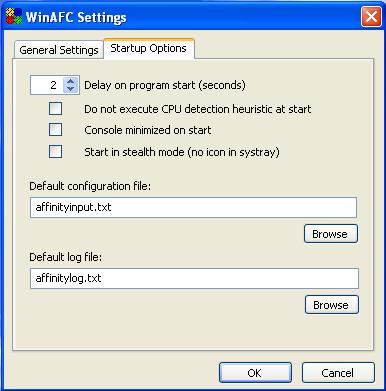 WinAFC Settings
General Settings
Startup Options
2 Delay on program start (seconds)
Do not execute CPU detection heuristic at start
Console minimized on start
Start in stealth mode (no icon in systray)
Default configuration file:
affinityinput.txt
Browse
Default log file:
affinitylog.txt
Browse
OK
Cancel